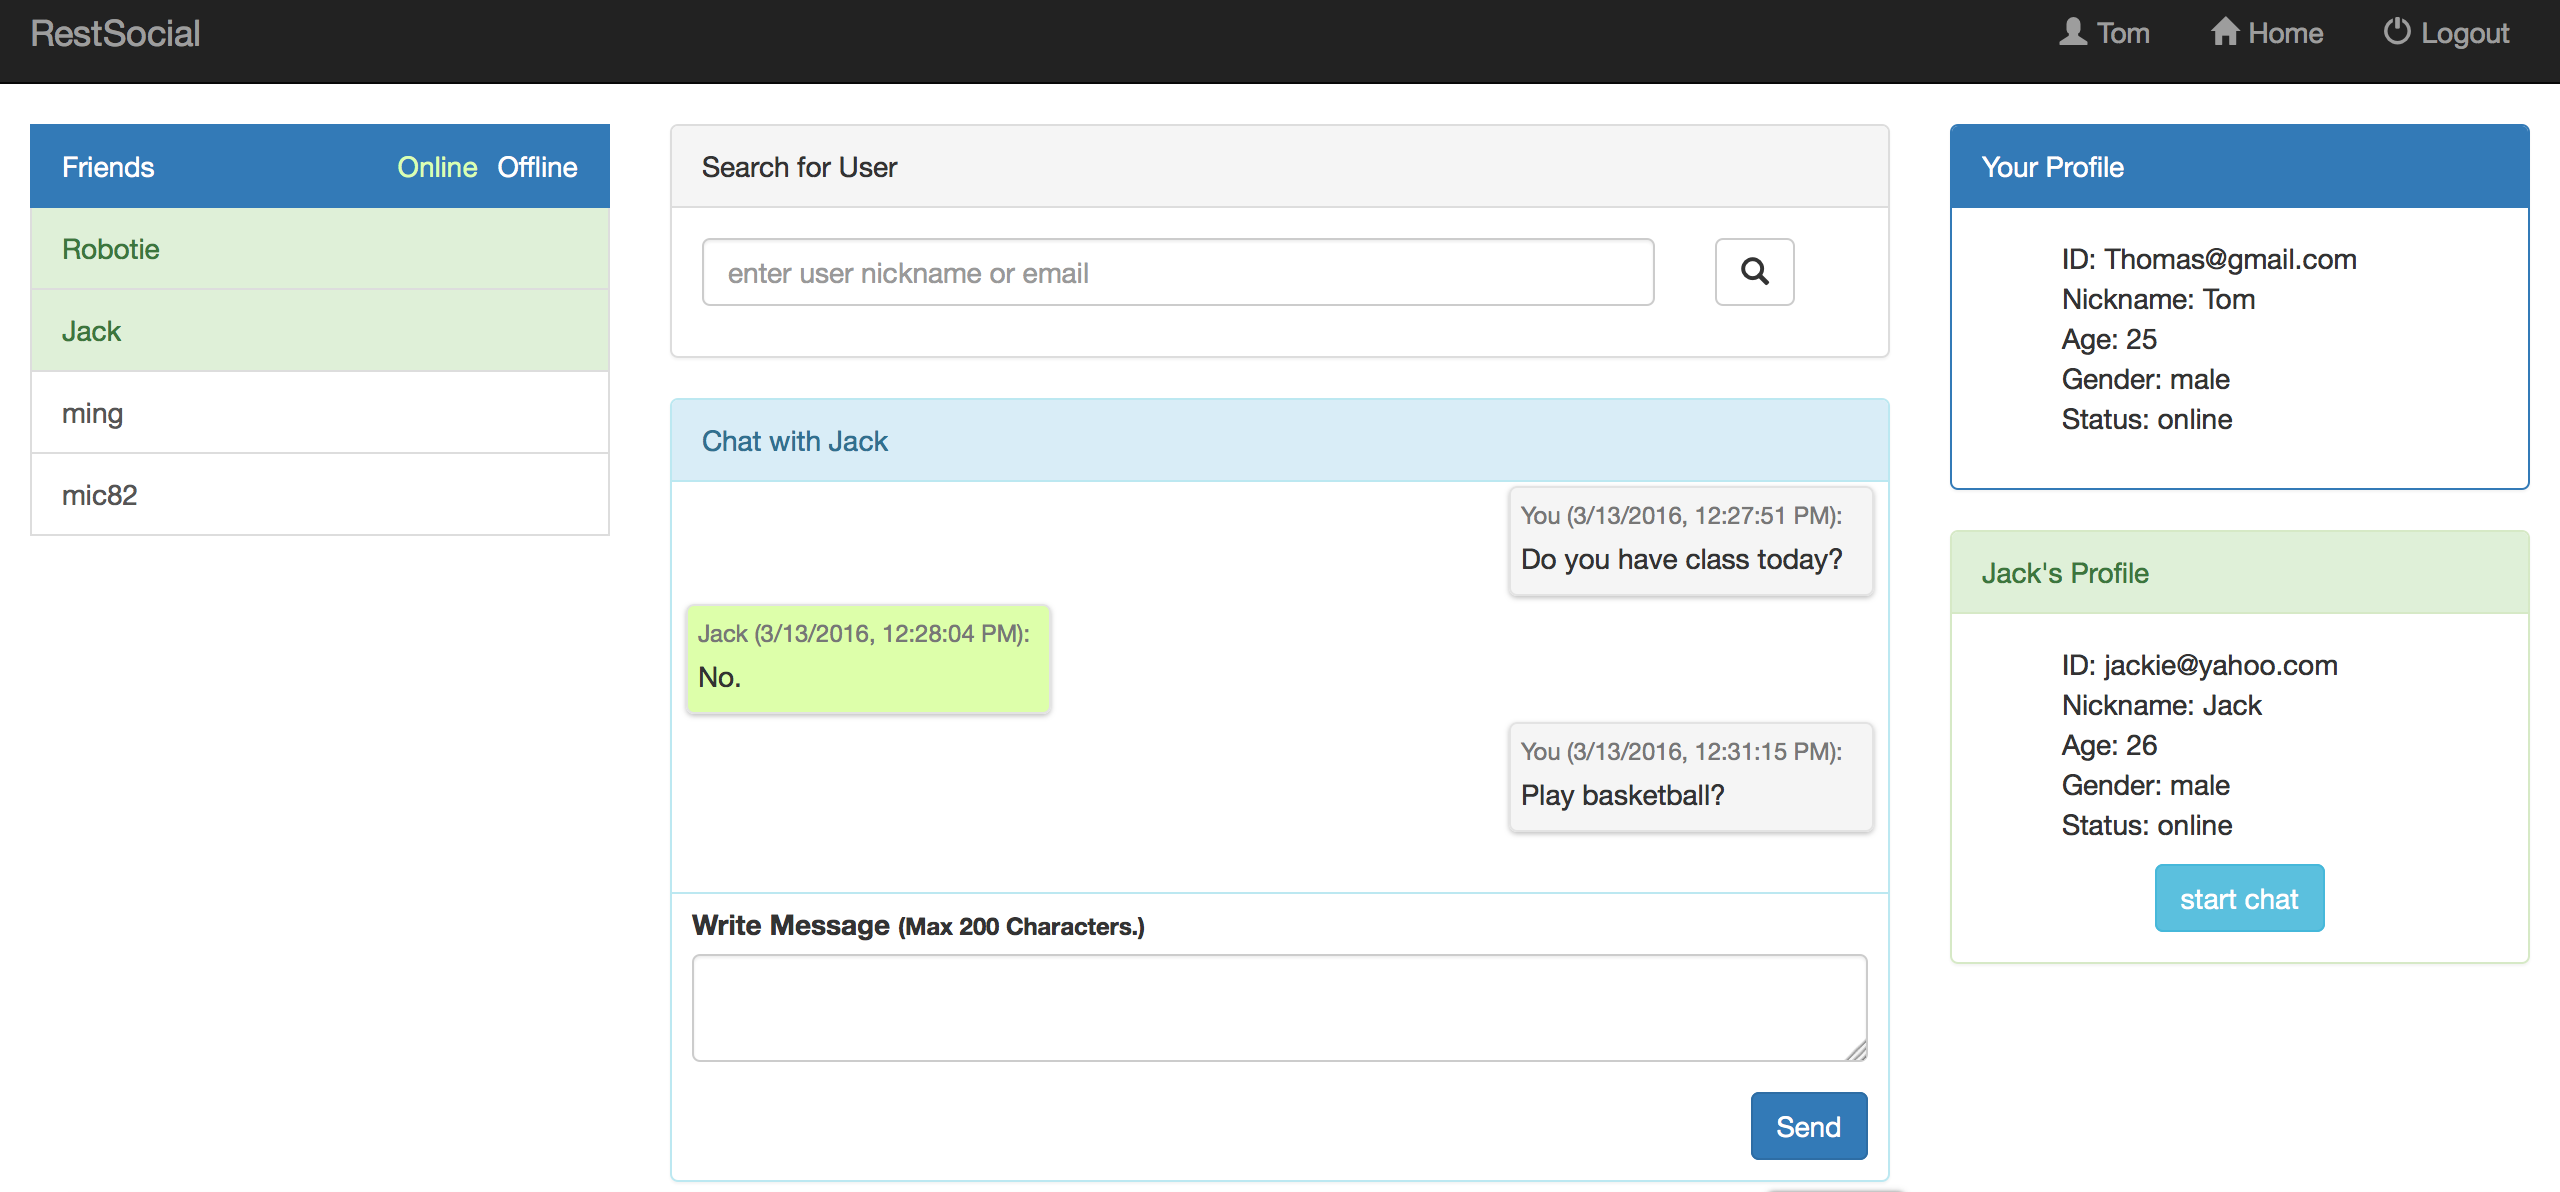 RestSocial
Tom Home Logout
Friends Online Offline
Robotie
Jack
ming
mic82
Search for User
enter user nickname or email
Chat with Jack
You (3/13/2016, 12:27:51 PM):
Do you have class today?
Jack (3/13/2016, 12:28:04 PM):
No.
You (3/13/2016, 12:31:15 PM):
Play basketball?
Write Message (Max 200 Characters.)
Send
Your Profile
ID: Thomas@gmail.com
Nickname: Tom
Age: 25
Gender: male
Status: online
Jack's Profile
ID: jackie@yahoo.com
Nickname: Jack
Age: 26
Gender: male
Status: online
start chat